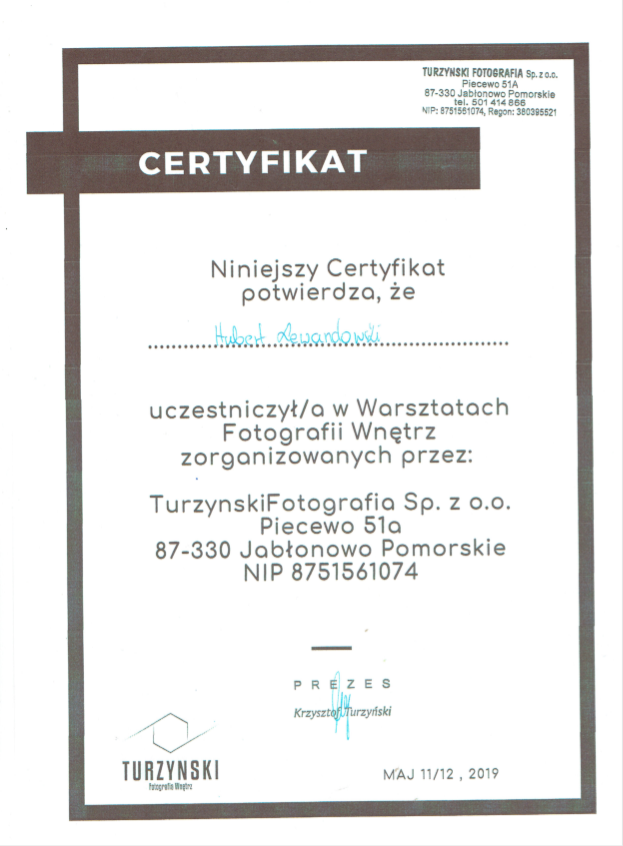 TURZYNSKI FOTOGRAFIA Sp. z o.o.
Piecewo 51A
87-330 Jabłonowo Pomorskie
tel. 501 414 866
NIP: 8751561074, Regon: 380395521
CERTYFIKAT
Niniejszy Certyfikat
potwierdza, że
Hubert Lewandowski
uczestniczył/a w Warsztatach
Fotografii Wnętrz
zorganizowanych przez:
TurzynskiFotografia Sp. z o.o.
Piecewo 51a
87-330 Jabłonowo Pomorskie
NIP 8751561074
PREZES
Krzysztof Turzyński
TURZYNSKI
Fotografia Wnętrz
MAJ 11/12 , 2019